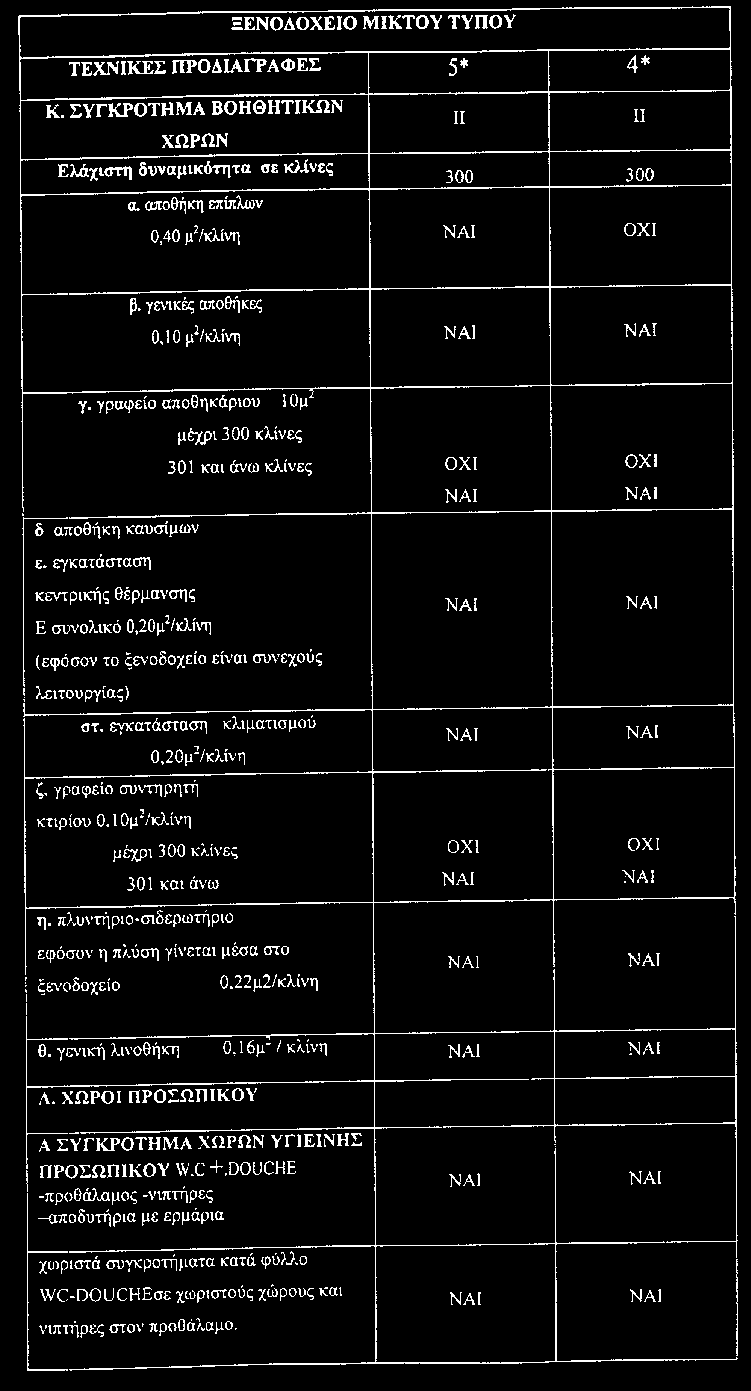 ΞΕΝΟΔΟΧΕΙΟ ΜΙΚΤΟΥ ΤΥΠΟΥ
ΤΕΧΝΙΚΕΣ ΠΡΟΔΙΑΓΡΑΦΕΣ 5* 4*
Κ. ΣΥΓΚΡΟΤΗΜΑ ΒΟΗΘΗΤΙΚΩΝ
ΧΩΡΩΝ ΙΙ ΙΙ
Ελάχιστη δυναμικότητα σε κλίνες 300 300
α. αποθήκη επίπλων
0,40 μ²/κλίνη ΝΑΙ ΟΧΙ
β. γενικές αποθήκες
0,10 μ²/κλίνη ΝΑΙ ΝΑΙ
γ. γραφείο αποθηκάριου 10μ²
μέχρι 300 κλίνες
301 και άνω κλίνες ΟΧΙ ΟΧΙ
ΝΑΙ ΝΑΙ
δ αποθήκη καυσίμων
ε. εγκατάσταση
κεντρικής θέρμανσης
Ε συνολικό 0,20μ²/κλίνη ΝΑΙ ΝΑΙ
(εφόσον το ξενοδοχείο είναι συνεχούς
λειτουργίας)
στ. εγκατάσταση κλιματισμού
0,20μ²/κλίνη ΝΑΙ ΝΑΙ
ζ. γραφείο συντηρητή
κτιρίου 0,10μ²/κλίνη
μέχρι 300 κλίνες ΟΧΙ ΟΧΙ
301 και άνω ΝΑΙ ΝΑΙ
η. πλυντήριο-σιδερωτήριο
εφόσον η πλύση γίνεται μέσα στο
ξενοδοχείο 0,22μ2/κλίνη ΝΑΙ ΝΑΙ
θ. γενική λινοθήκη 0,16μ² / κλίνη ΝΑΙ ΝΑΙ
Λ. ΧΩΡΟΙ ΠΡΟΣΩΠΙΚΟΥ
Α ΣΥΓΚΡΟΤΗΜΑ ΧΩΡΩΝ ΥΓΙΕΙΝΗΣ
ΠΡΟΣΩΠΙΚΟΥ W.C +.DOUCHE
-προθάλαμος -νιπτήρες ΝΑΙ ΝΑΙ
–αποδυτήρια με ερμάρια
χωριστά συγκροτήματα κατά φύλλο
WC-DOUCHEσε χωριστούς χώρους και ΝΑΙ ΝΑΙ
νιπτήρες στον προθάλαμο.